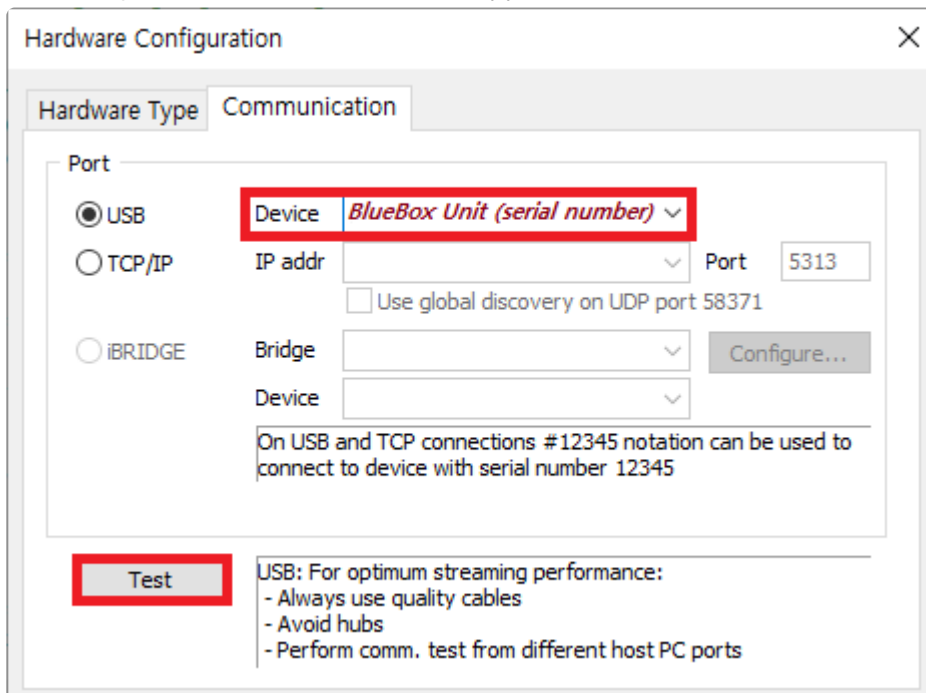 Hardware Configuration
Hardware Type Communication
Port
USB Device BlueBox Unit (serial number)
TCP/IP IP addr Port 5313
Use global discovery on UDP port 58371
iBRIDGE Bridge Configure...
Device
On USB and TCP connections #12345 notation can be used to
connect to device with serial number 12345
Test
USB: For optimum streaming performance:
- Always use quality cables
- Avoid hubs
- Perform comm. test from different host PC ports